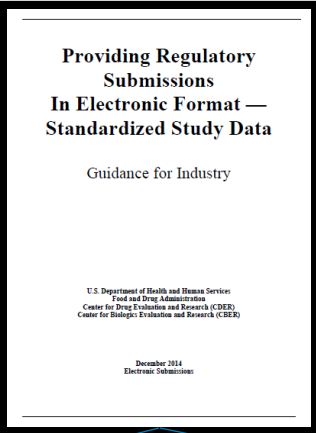 Providing Regulatory
Submissions
In Electronic Format —
Standardized Study Data
Guidance for Industry
U.S. Department of Health and Human Services
Food and Drug Administration
Center for Drug Evaluation and Research (CDER)
Center for Biologics Evaluation and Research (CBER)
December 2014
Electronic Submissions